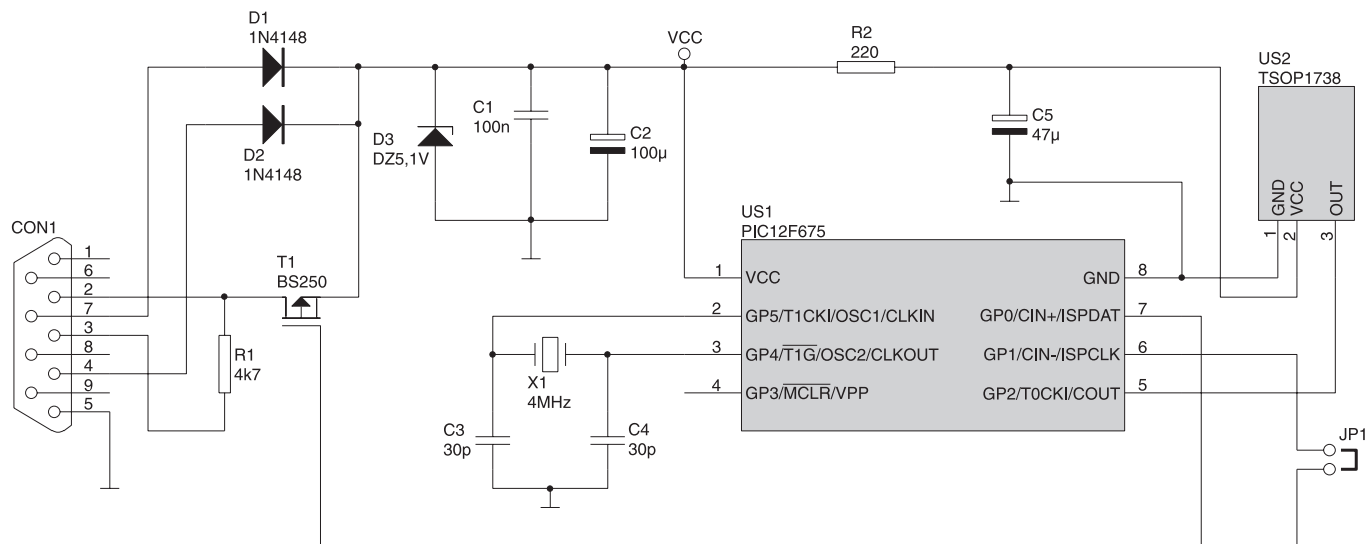 D1
1N4148
D2
1N4148
D3
DZ5,1V
C1
100n
C2
100µ
VCC
R2
220
C5
47µ
US2
TSOP1738
GND
VCC
OUT
1
2
3
CON1
1
6
2
7
3
8
4
9
5
T1
BS250
R1
4k7
US1
PIC12F675
1 VCC
2 GP5/T1CKI/OSC1/CLKIN
3 GP4/T1G/OSC2/CLKOUT
4 GP3/MCLR/VPP
GND 8
GP0/CIN+/ISPDAT 7
GP1/CIN-/ISPCLK 6
GP2/T0CKI/COUT 5
X1
4MHz
C3
30p
C4
30p
JP1